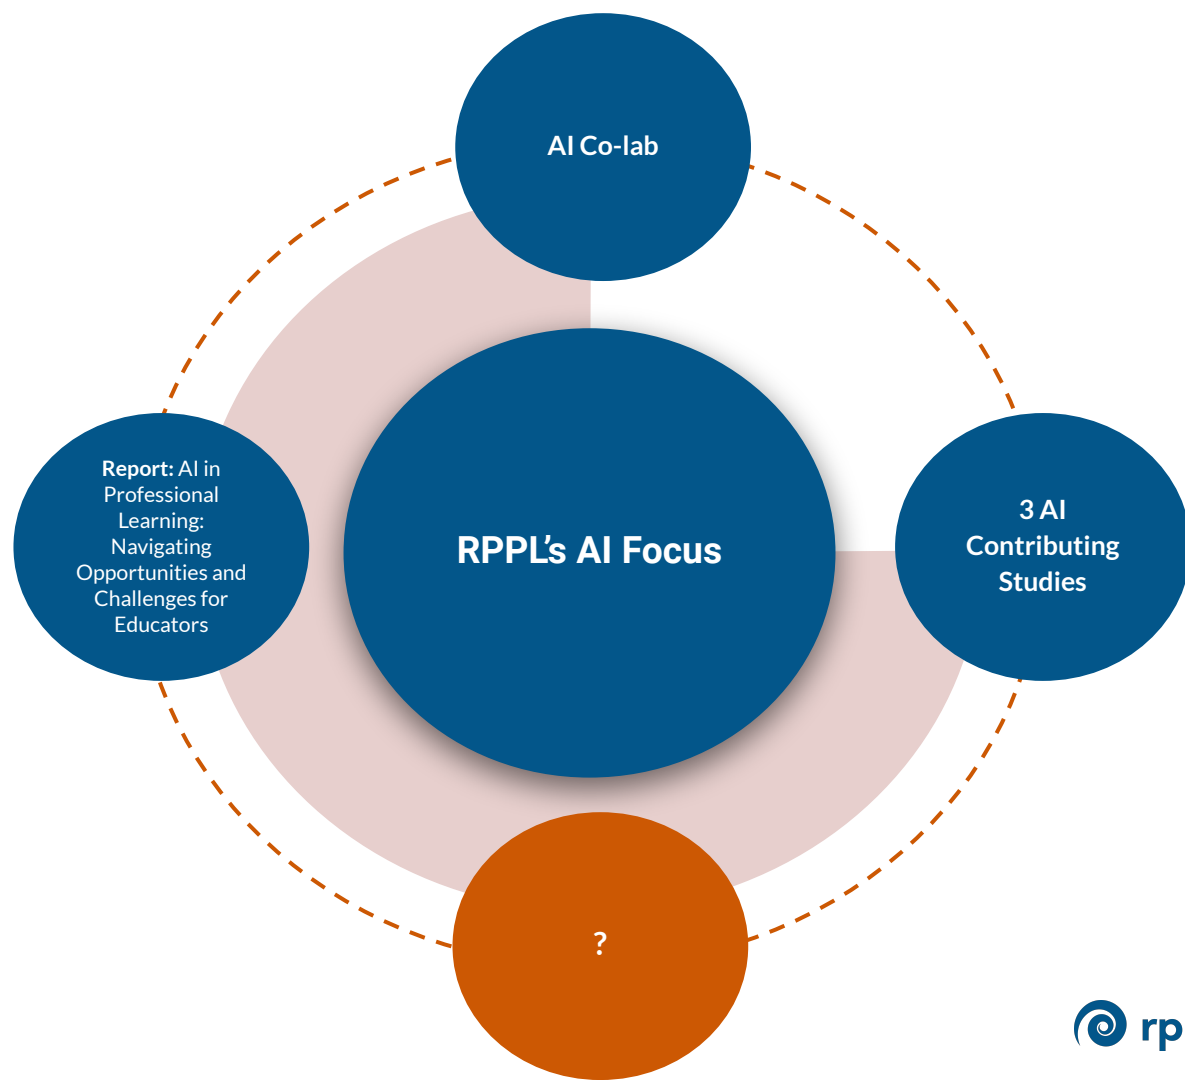 AI Co-lab
Report: AI in
Professional
Learning:
Navigating
Opportunities and
Challenges for
Educators
RPPL's AI Focus
3 AI
Contributing
Studies
?
rp